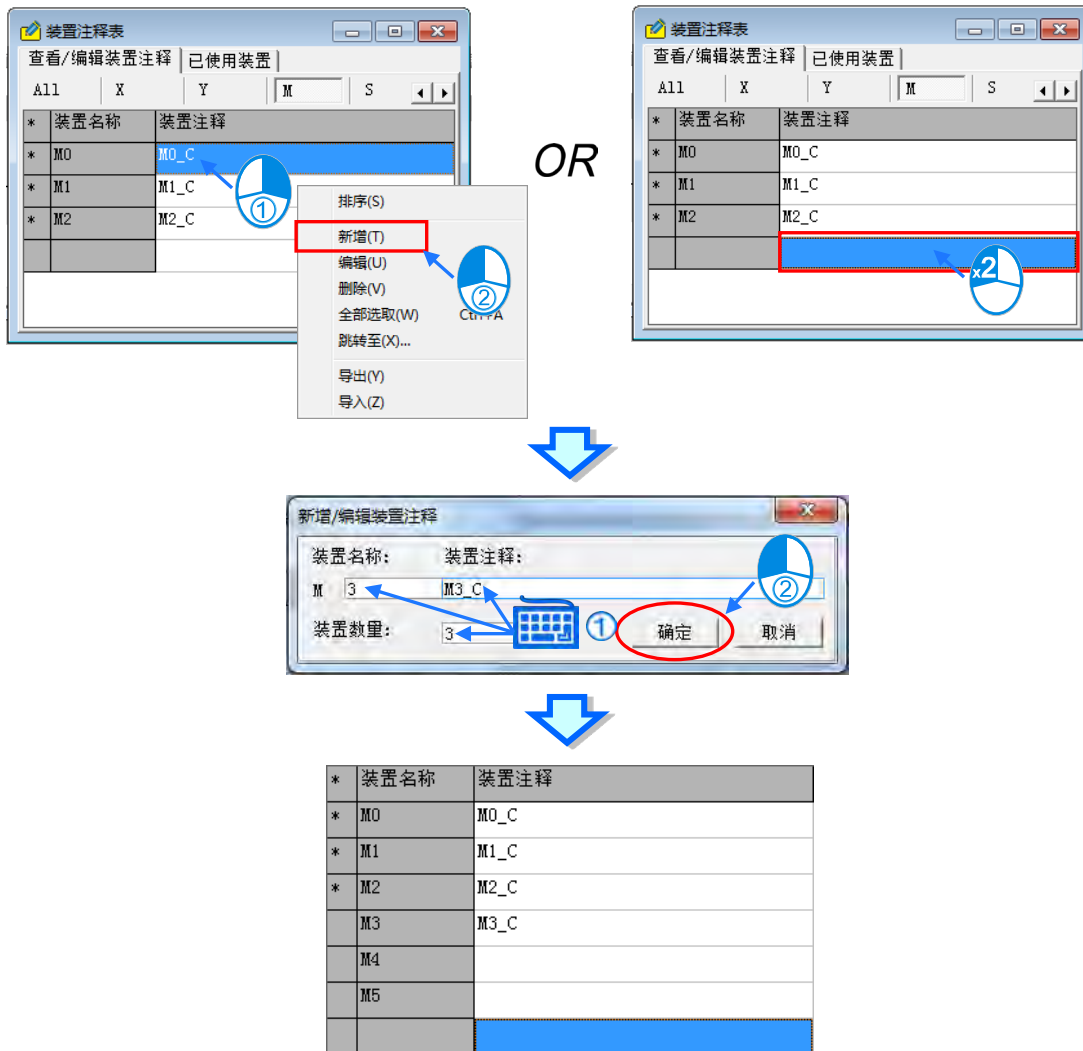 装置注释表
查看/编辑装置注释 已使用装置
All X Y M S
* 装置名称 装置注释
* M0 M0_C
* M1 M1_C
* M2 M2_C
①
排序(S)
新增(T)
编辑(U)
删除(V)
全部选取(W) Ctrl+A
跳转至(X)...
导出(Y)
导入(Z)
②
OR
装置注释表
查看/编辑装置注释 已使用装置
All X Y M S
* 装置名称 装置注释
* M0 M0_C
* M1 M1_C
* M2 M2_C
x2
新增/编辑装置注释
装置名称: 装置注释:
M 3 M3_C
②
装置数量: 3 ① 确定 取消
* 装置名称 装置注释
* M0 M0_C
* M1 M1_C
* M2 M2_C
M3 M3_C
M4
M5